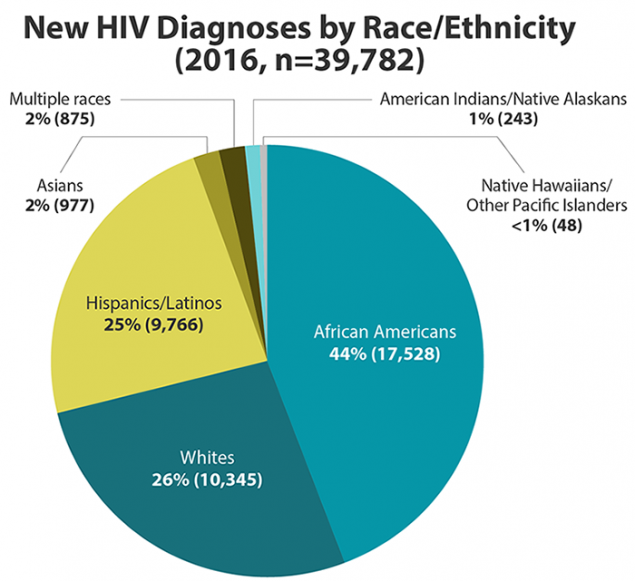 New HIV Diagnoses by Race/Ethnicity
(2016, n=39,782)
Multiple races
2% (875)
American Indians/Native Alaskans
1% (243)
Asians
2% (977)
Native Hawaiians/
Other Pacific Islanders
<1% (48)
Hispanics/Latinos
25% (9,766)
African Americans
44% (17,528)
Whites
26% (10,345)